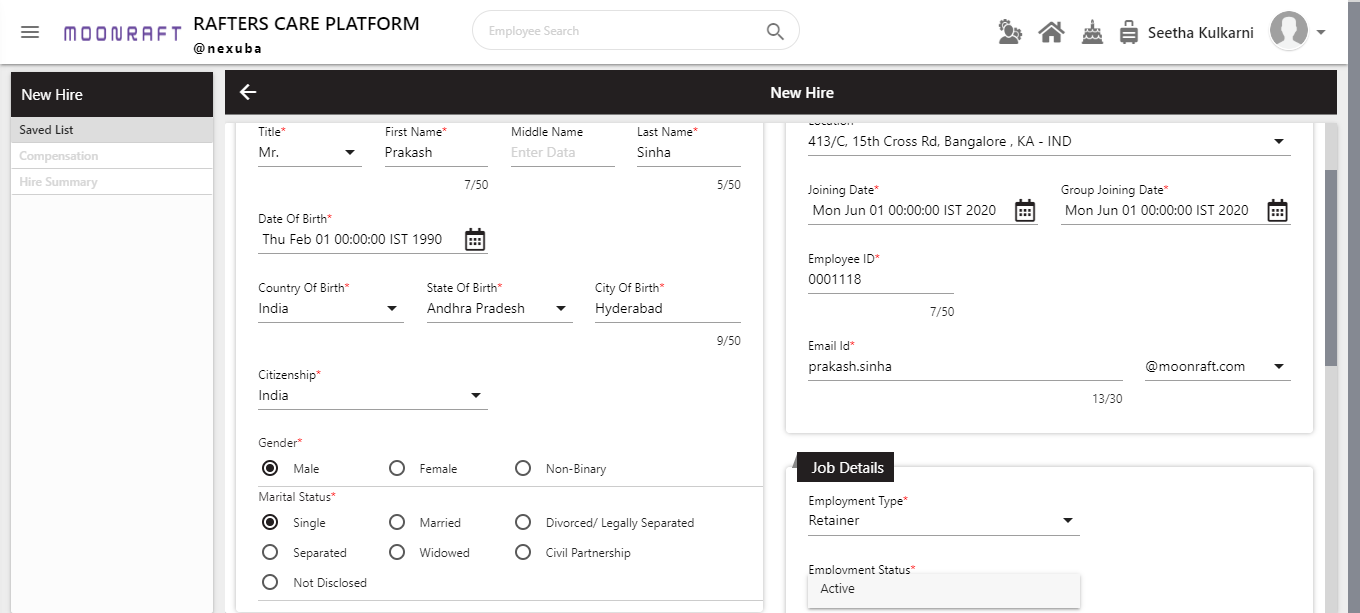 MOONRAFT
RAFTERS CARE PLATFORM
@nexuba
Employee Search
Seetha Kulkarni
New Hire
Saved List
Compensation
Hire Summary
New Hire
Title*
First Name*
Middle Name
Last Name*
Mr.
Prakash
Enter Data
Sinha
7/50
5/50
Date Of Birth*
Thu Feb 01 00:00:00 IST 1990
Country Of Birth*
State Of Birth*
City Of Birth*
India
Andhra Pradesh
Hyderabad
9/50
Citizenship*
India
Gender*
Male
Female
Non-Binary
Marital Status*
Single
Married
Divorced/ Legally Separated
Separated
Widowed
Civil Partnership
Not Disclosed
Location*
413/C, 15th Cross Rd, Bangalore , KA - IND
Joining Date*
Group Joining Date*
Mon Jun 01 00:00:00 IST 2020
Mon Jun 01 00:00:00 IST 2020
Employee ID*
0001118
7/50
Email Id*
prakash.sinha
@moonraft.com
13/30
Job Details
Employment Type*
Retainer
Employment Status*
Active